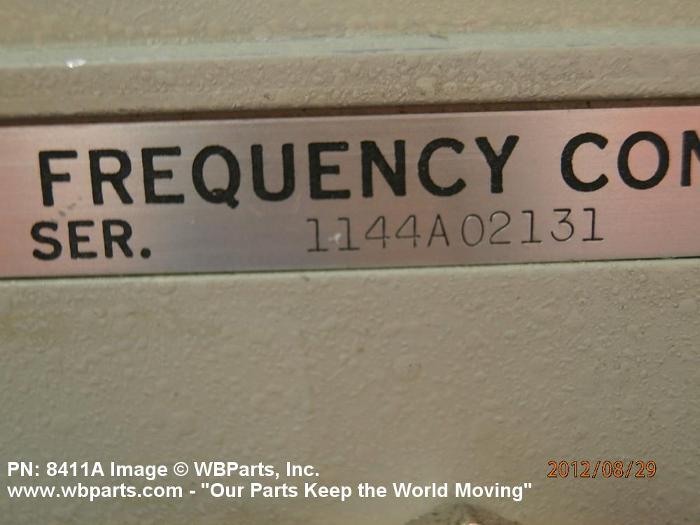 FREQUENCY CON
SER. 1144A02131
PN: 8411A Image © WBParts, Inc.
2012/08/29
www.wbparts.com - "Our Parts Keep the World Moving"